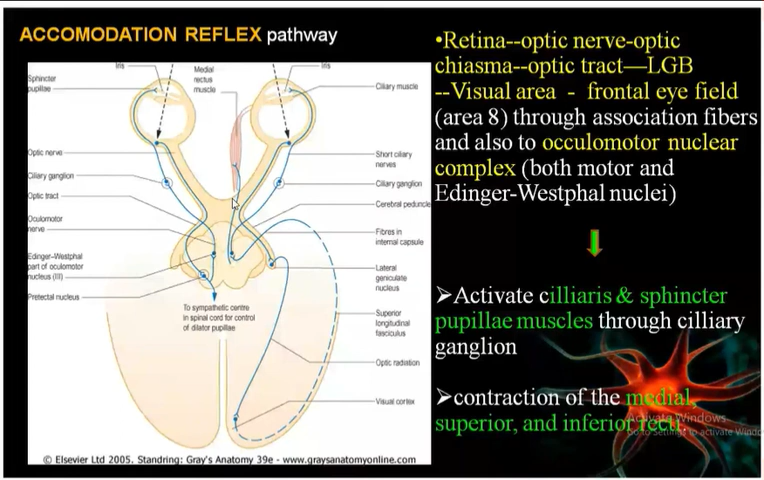 ACCOMODATION REFLEX pathway
Iris
Medial
rectus
muscle
Iris
Sphincter
pupillae
Ciliary muscle
Optic nerve
Short ciliary
nerves
Ciliary ganglion
Ciliary ganglion
Optic tract
Cerebral peduncle
Oculomotor
nerve
Fibres in
internal capsule
Edinger–Westphal
part of oculomotor
nucleus (III)
Lateral
geniculate
nucleus
Pretectal nucleus
To sympathetic centre
in spinal cord for control
of dilator pupillae
Superior
longitudinal
fasciculus
Optic radiation
Visual cortex
© Elsevier Ltd 2005. Standring: Gray's Anatomy 39e - www.graysanatomyonline.com
•Retina--optic nerve-optic
chiasma--optic tract—LGB
--Visual area - frontal eye field
(area 8) through association fibers
and also to occulomotor nuclear
complex (both motor and
Edinger-Westphal nuclei)
➢Activate cilliaris & sphincter
pupillae muscles through cilliary
ganglion
➢contraction of the medial,
superior, and inferior recti.
Activate Windows
Go to Settings to activate Windo